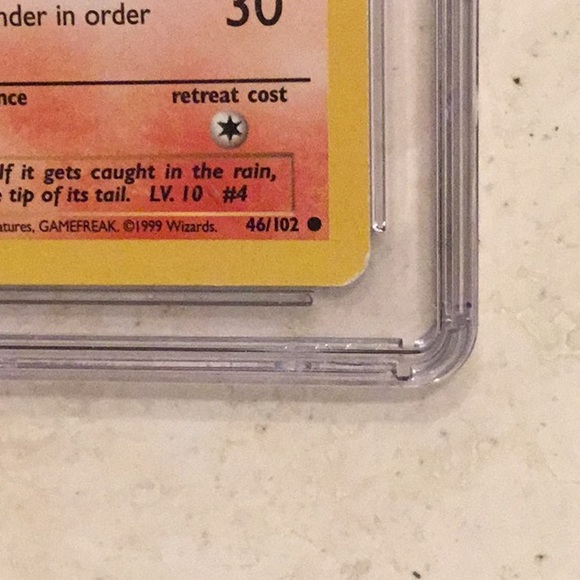 nder in order 30
nce retreat cost
If it gets caught in the rain,
tip of its tail. LV. 10 #4
atures, GAMEFREAK. ©1999 Wizards. 46/102